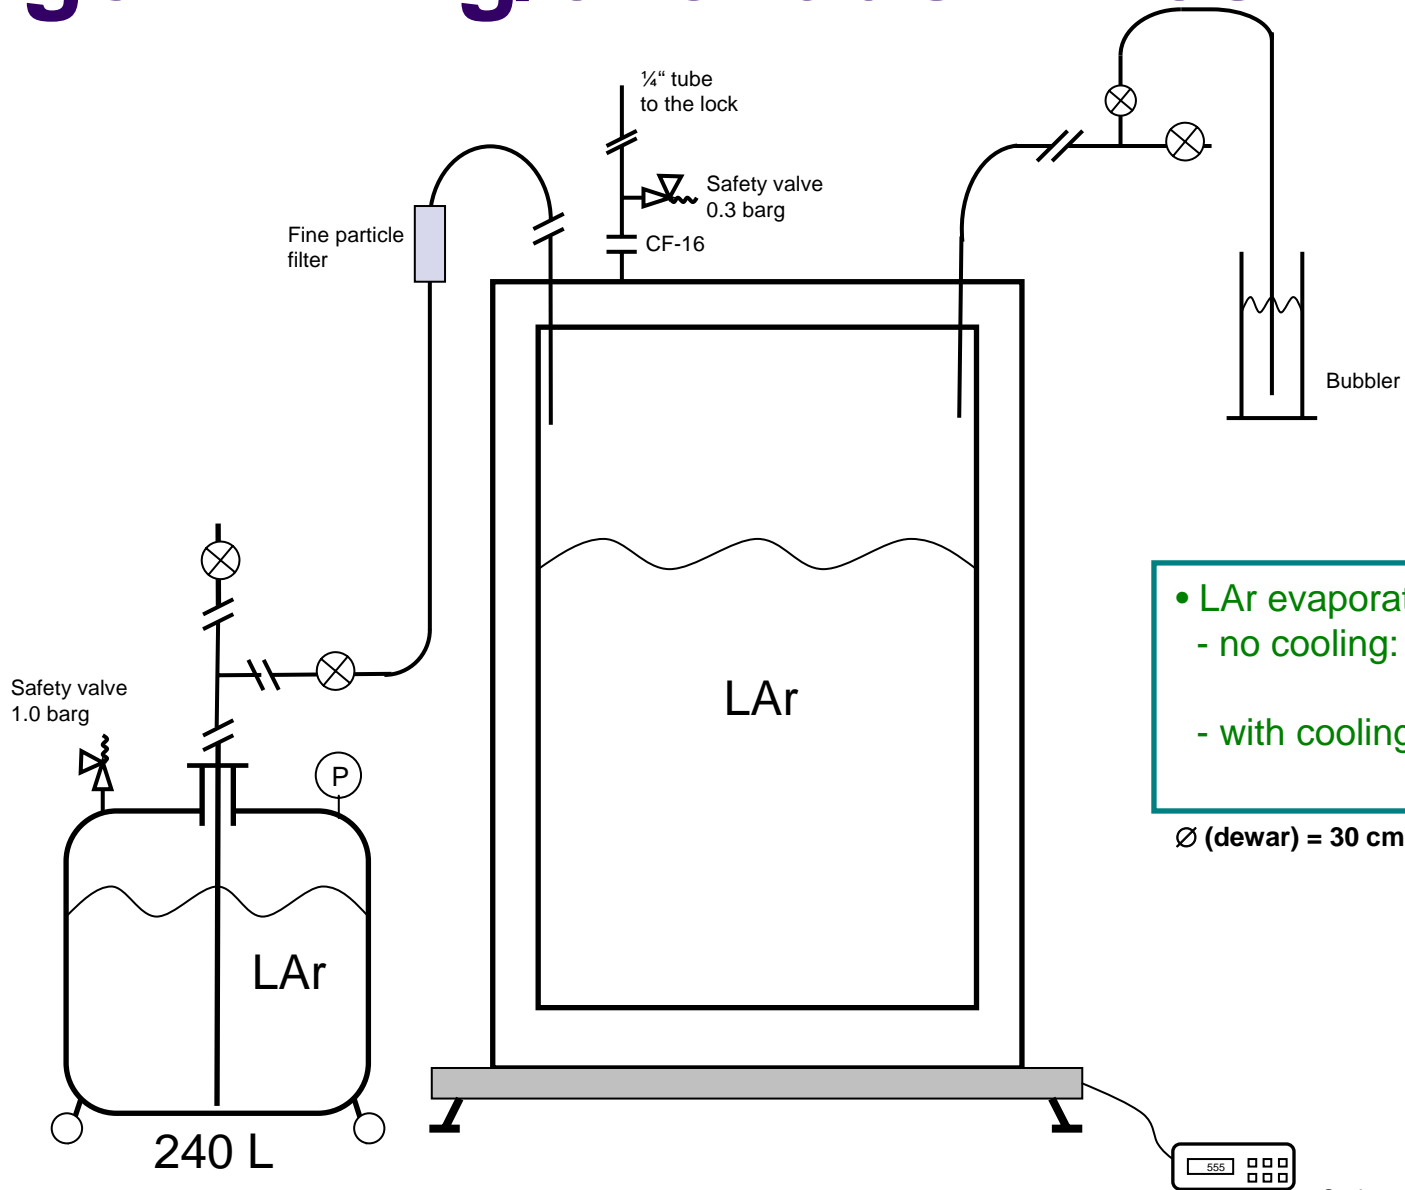 ¼“ tube
to the lock
Safety valve
0.3 barg
CF-16
Fine particle
filter
Bubbler
• LAr
- no cooling:
- with cooling
LAr
Safety valve
1.0 barg
P
⌀ (dewar) = 30 cm
LAr
240 L
555